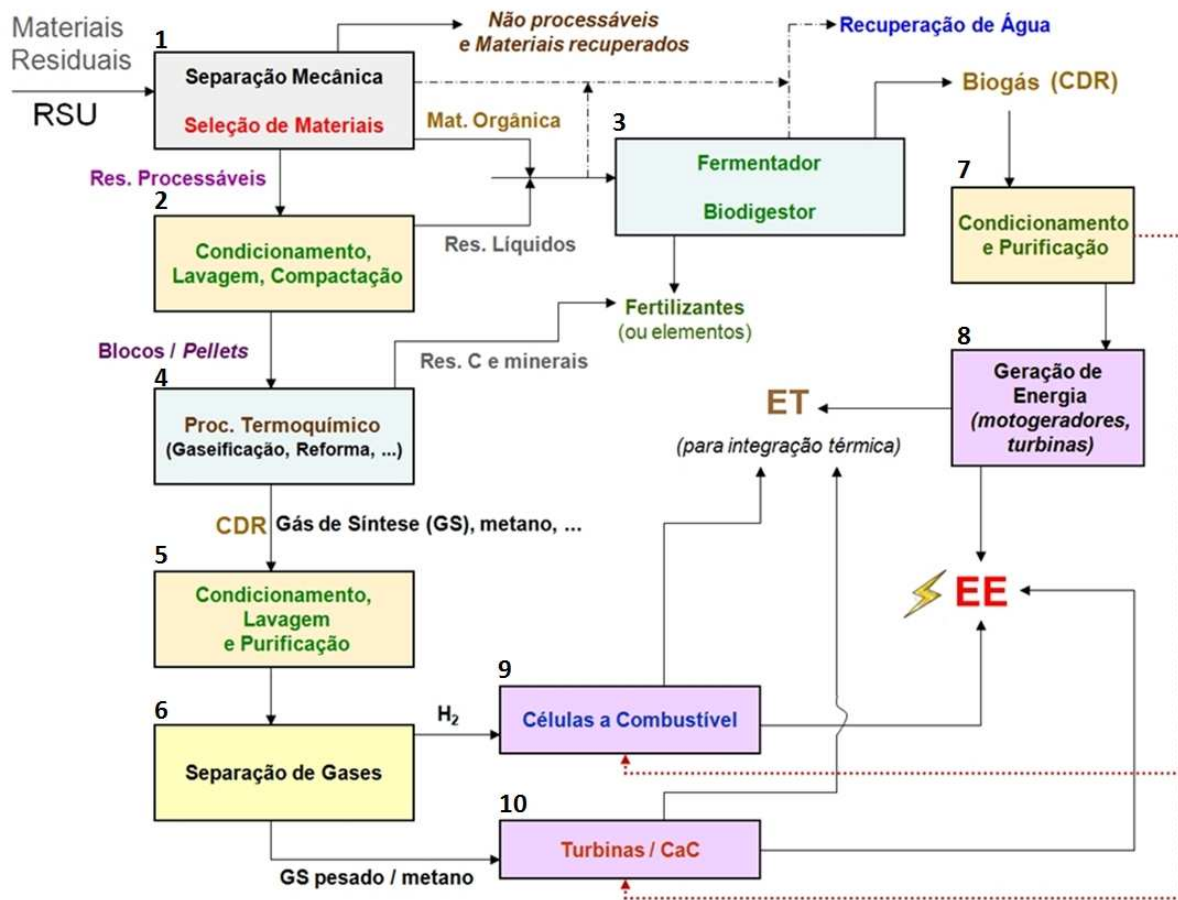 Materiais
Residuais
RSU
1
Separação Mecânica
Seleção de Materiais
Não processáveis
e Materiais recuperados
Recuperação de Água
Mat. Orgânica
Biogás (CDR)
3
Fermentador
Biodigestor
Res. Processáveis
2
Condicionamento,
Lavagem, Compactação
Res. Líquidos
7
Condicionamento
e Purificação
Fertilizantes
(ou elementos)
Blocos / Pellets
Res. C e minerais
4
Proc. Termoquímico
(Gaseificação, Reforma, ...)
8
Geração de
Energia
(motogeradores,
turbinas)
ET
(para integração térmica)
CDR Gás de Síntese (GS), metano, ...
5
Condicionamento,
Lavagem
e Purificação
EE
6
Separação de Gases
H₂
9
Células a Combustível
10
Turbinas / CaC
GS pesado / metano